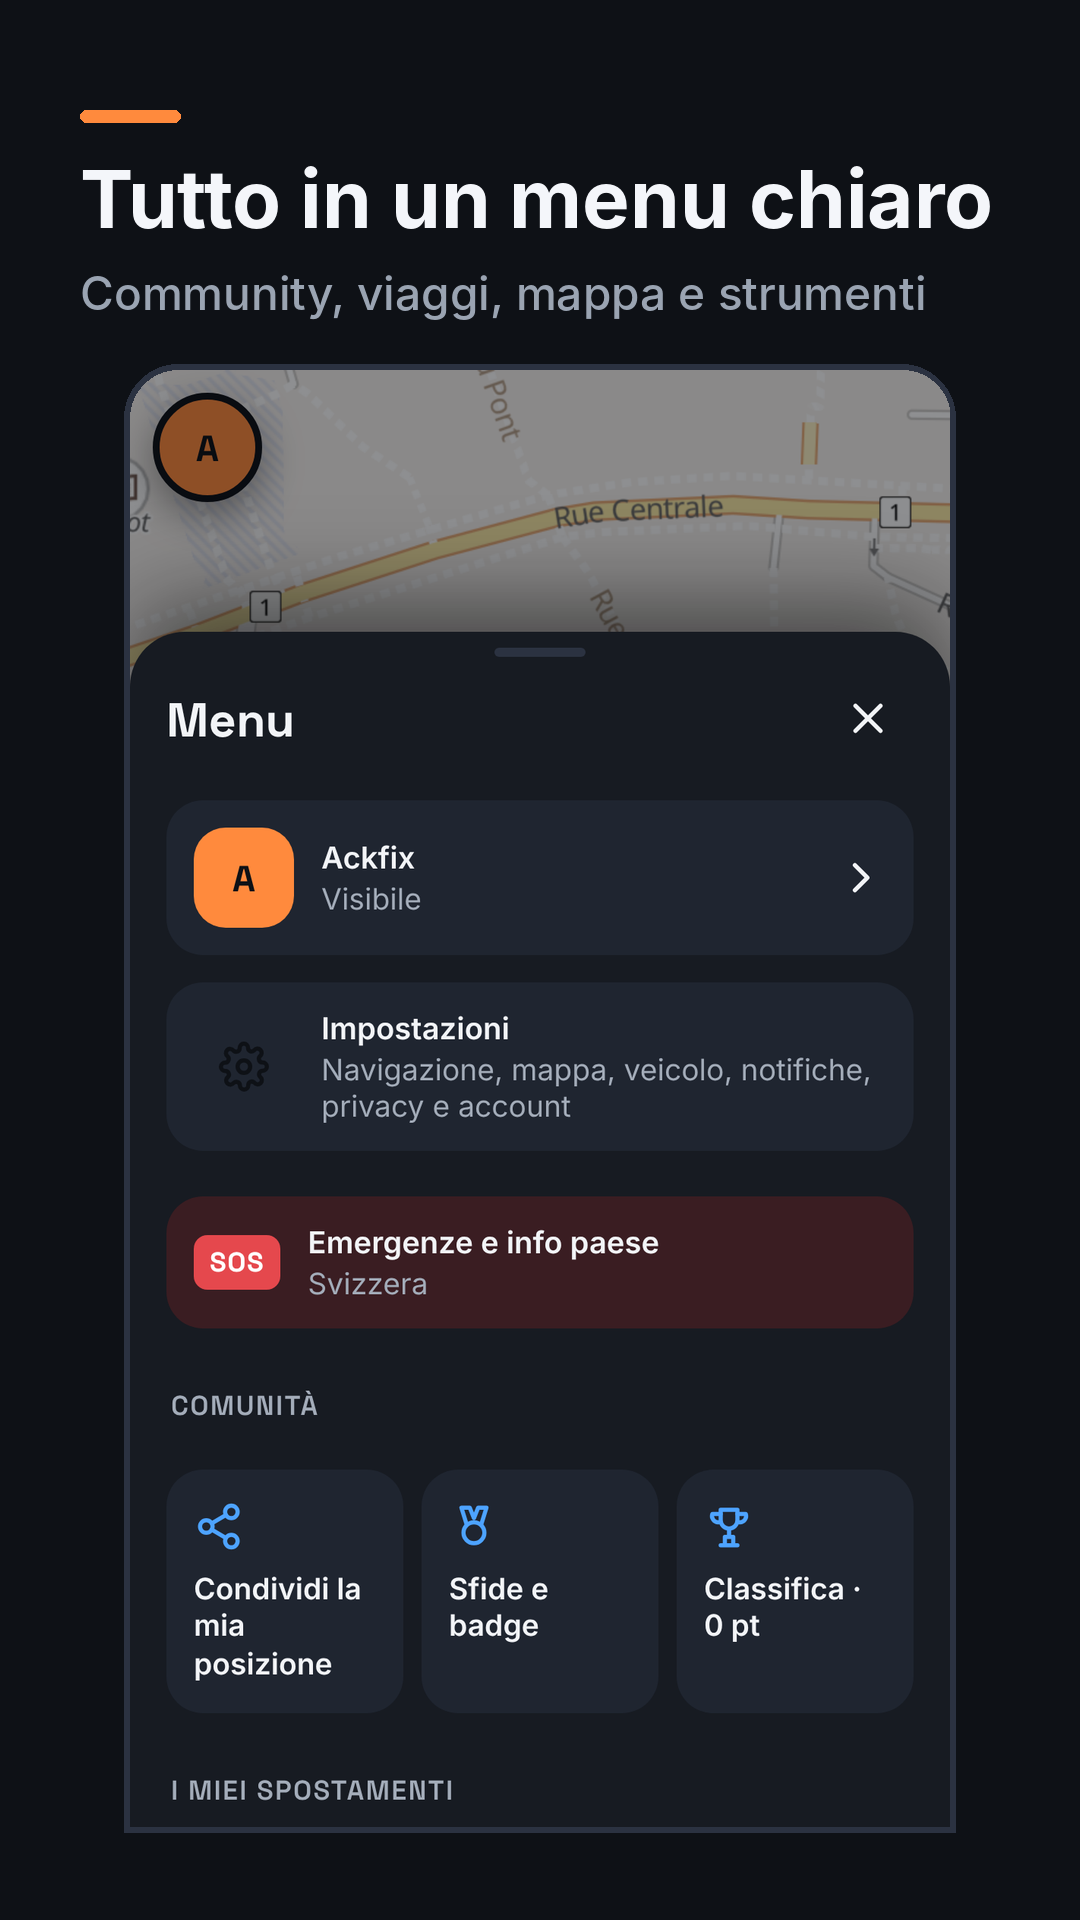 Tutto in un menu chiaro
Community, viaggi, mappa e strumenti
A
Pont
ot
Rue Centrale
1
1
Rue
R
Menu
A
Ackfix
Visibile
Impostazioni
Navigazione, mappa, veicolo, notifiche,
privacy e account
SOS
Emergenze e info paese
Svizzera
COMUNITÀ
Condividi la
mia
posizione
Sfide e
badge
Classifica ·
0 pt
I MIEI SPOSTAMENTI